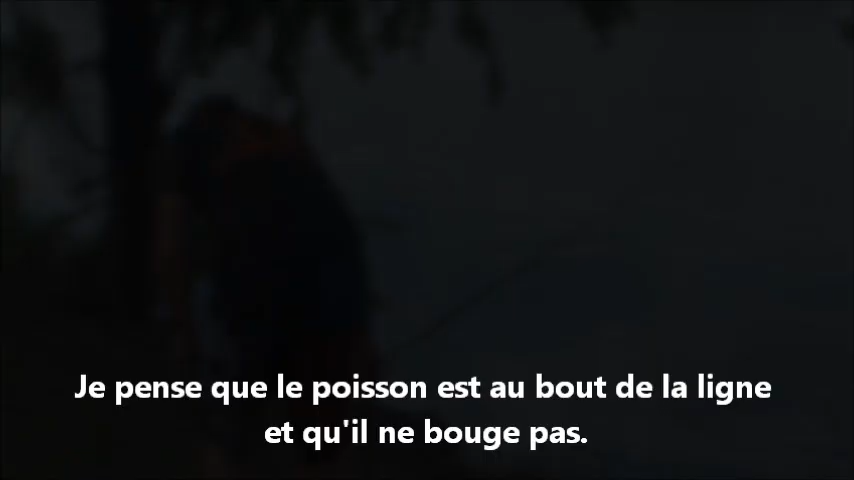 Je pense que le poisson est au bout de la ligne
et qu'il ne bouge pas.